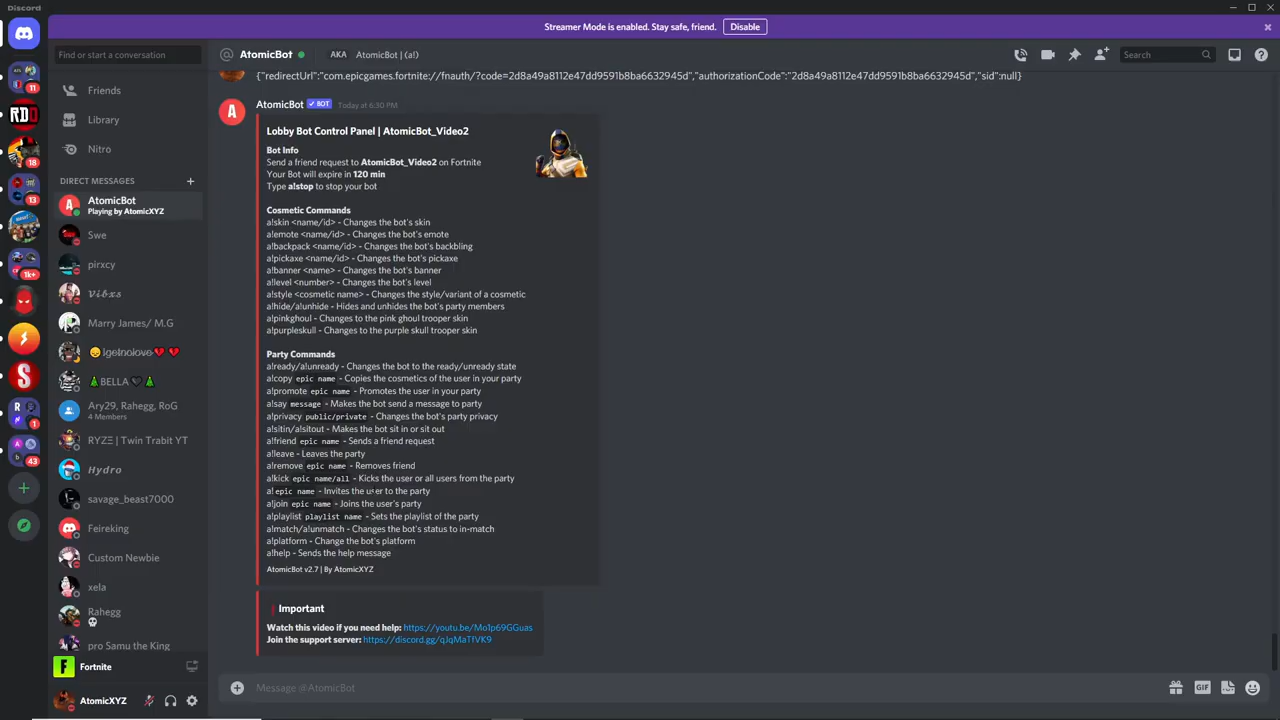 Discord
Streamer Mode is enabled. Stay safe, friend.
Disable
Find or start a conversation
AtomicBot
AKA
AtomicBot | (a!)
Search
Friends
Library
Nitro
DIRECT MESSAGES
AtomicBot
Playing by AtomicXYZ
Swe
pirxcy
Vibxs
Marry James/ M.G
BELLA
Ary29, Rahegg, RoG
4 Members
RYZΞ | Twin Trabit YT
Hydro
savage_beast7000
Feireking
Custom Newbie
xela
Rahegg
pro Samu the King
Fortnite
AtomicXYZ
11
18
13
1k+
1
43
{"redirectUrl":"com.epicgames.fortnite://fnauth/?code=2d8a49a8112e47dd9591b8ba6632945d","authorizationCode":"2d8a49a8112e47dd9591b8ba6632945d","sid":null}
AtomicBot BOT Today at 6:30 PM
Lobby Bot Control Panel | AtomicBot_Video2
Bot Info
Send a friend request to AtomicBot_Video2 on Fortnite
Your Bot will expire in 120 min
Type a!stop to stop your bot
Cosmetic Commands
a!skin <name/id> - Changes the bot's skin
a!emote <name/id> - Changes the bot's emote
a!backpack <name/id> - Changes the bot's backbling
a!pickaxe <name/id> - Changes the bot's pickaxe
a!banner <name> - Changes the bot's banner
a!level <number> - Changes the bot's level
a!style <cosmetic name> - Changes the style/variant of a cosmetic
a!hide/a!unhide - Hides and unhides the bot's party members
a!pinkghoul - Changes to the pink ghoul trooper skin
a!purpleskull - Changes to the purple skull trooper skin
Party Commands
a!ready/a!unready - Changes the bot to the ready/unready state
a!copy epic name - Copies the cosmetics of the user in your party
a!promote epic name - Promotes the user in your party
a!say message - Makes the bot send a message to party
a!privacy public/private - Changes the bot's party privacy
a!sitin/a!sitout - Makes the bot sit in or sit out
a!friend epic name - Sends a friend request
a!leave - Leaves the party
a!remove epic name - Removes friend
a!kick epic name/all - Kicks the user or all users from the party
a! epic name - Invites the user to the party
a!join epic name - Joins the user's party
a!playlist playlist name - Sets the playlist of the party
a!match/a!unmatch - Changes the bot's status to in-match
a!platform - Change the bot's platform
a!help - Sends the help message
AtomicBot v2.7 | By AtomicXYZ
Important
Watch this video if you need help: https://youtu.be/Mo1p69GGuas
Join the support server: https://discord.gg/qJqMaTfVK9
Message @AtomicBot
GIF